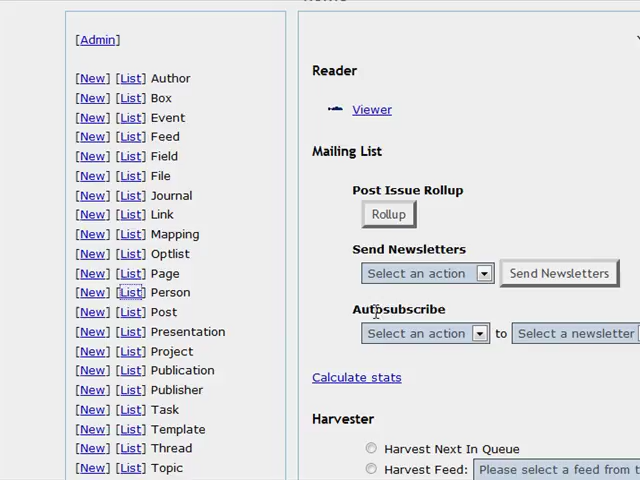 [Admin]
[New] [List] Author
[New] [List] Box
[New] [List] Event
[New] [List] Feed
[New] [List] Field
[New] [List] File
[New] [List] Journal
[New] [List] Link
[New] [List] Mapping
[New] [List] Optlist
[New] [List] Page
[New] [List] Person
[New] [List] Post
[New] [List] Presentation
[New] [List] Project
[New] [List] Publication
[New] [List] Publisher
[New] [List] Task
[New] [List] Template
[New] [List] Thread
[New] [List] Topic
Reader
Viewer
Mailing List
Post Issue Rollup
Rollup
Send Newsletters
Select an action Send Newsletters
Autosubscribe
Select an action to Select a newsletter
Calculate stats
Harvester
Harvest Next In Queue
Harvest Feed: Please select a feed from